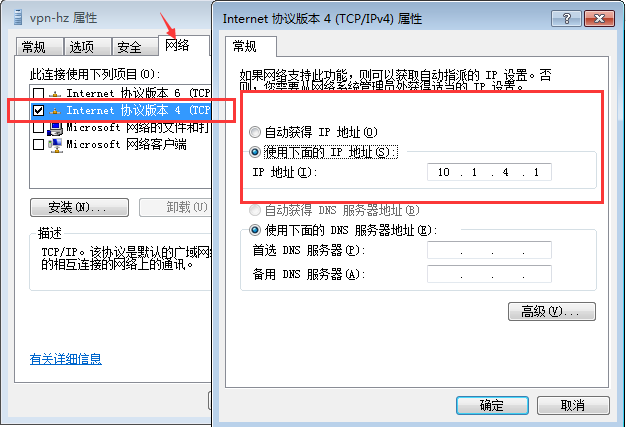 vpn-hz 属性
常规 选项 安全 网络
此连接使用下列项目(O):
Internet 协议版本 6 (TCP
Internet 协议版本 4 (TCP
Microsoft 网络的文件和打
Microsoft 网络客户端
安装(N)... 卸载(U)
描述
TCP/IP。该协议是默认的广域网络
的相互连接的网络上的通讯。
有关详细信息
Internet 协议版本 4 (TCP/IPv4) 属性
常规
如果网络支持此功能，则可以获取自动指派的 IP 设置。否
则，您需要从网络系统管理员处获得适当的 IP 设置。
自动获得 IP 地址(O)
使用下面的 IP 地址(S):
IP 地址(I): 10 . 1 . 4 . 1
自动获得 DNS 服务器地址(B)
使用下面的 DNS 服务器地址(E):
首选 DNS 服务器(P): . . .
备用 DNS 服务器(A): . . .
高级(V)...
确定 取消